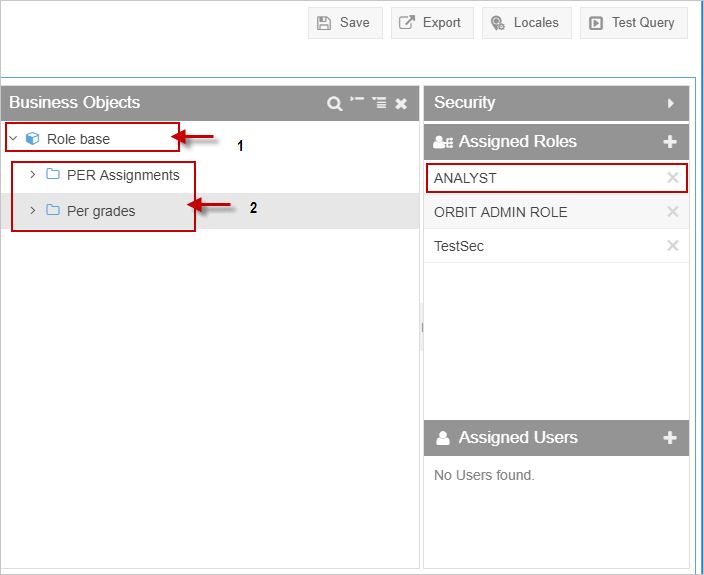 Save Export Locales Test Query
Business Objects
Role base
1
PER Assignments
Per grades
2
Security
Assigned Roles
ANALYST
ORBIT ADMIN ROLE
TestSec
Assigned Users
No Users found.